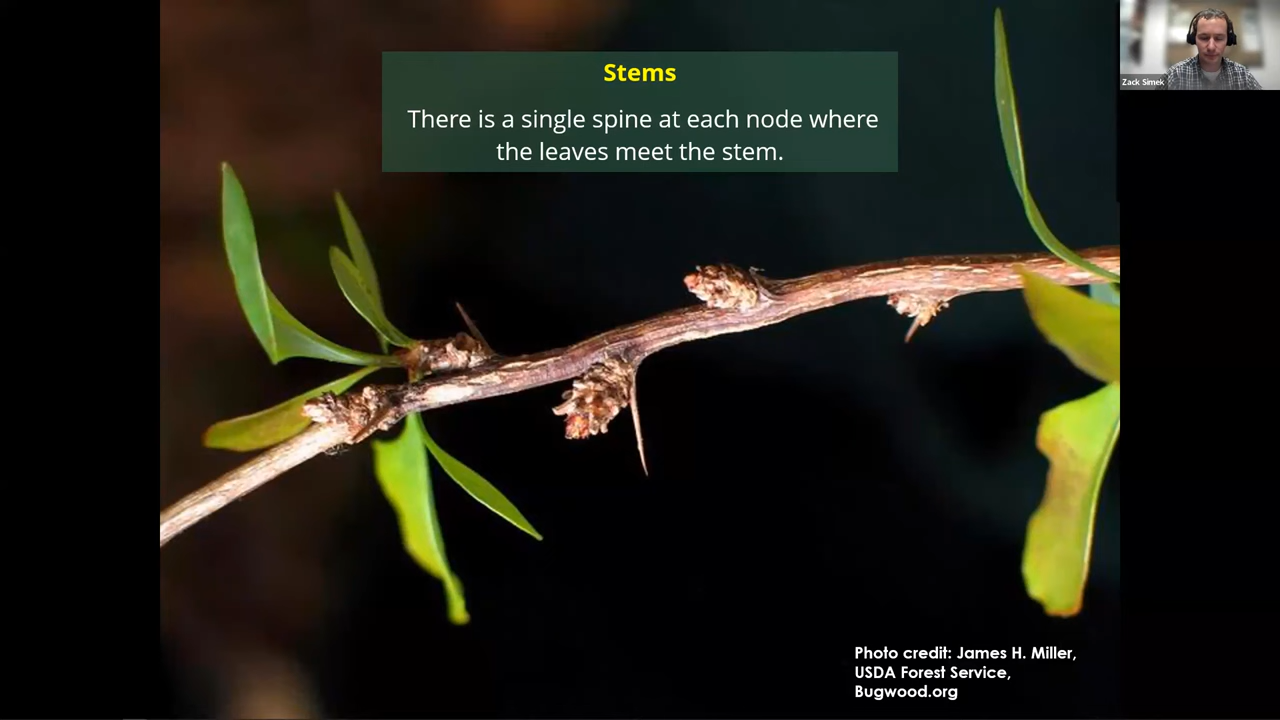 Stems
There is a single spine at each node where
the leaves meet the stem.
Zack Simek
Photo credit: James H. Miller,
USDA Forest Service,
Bugwood.org